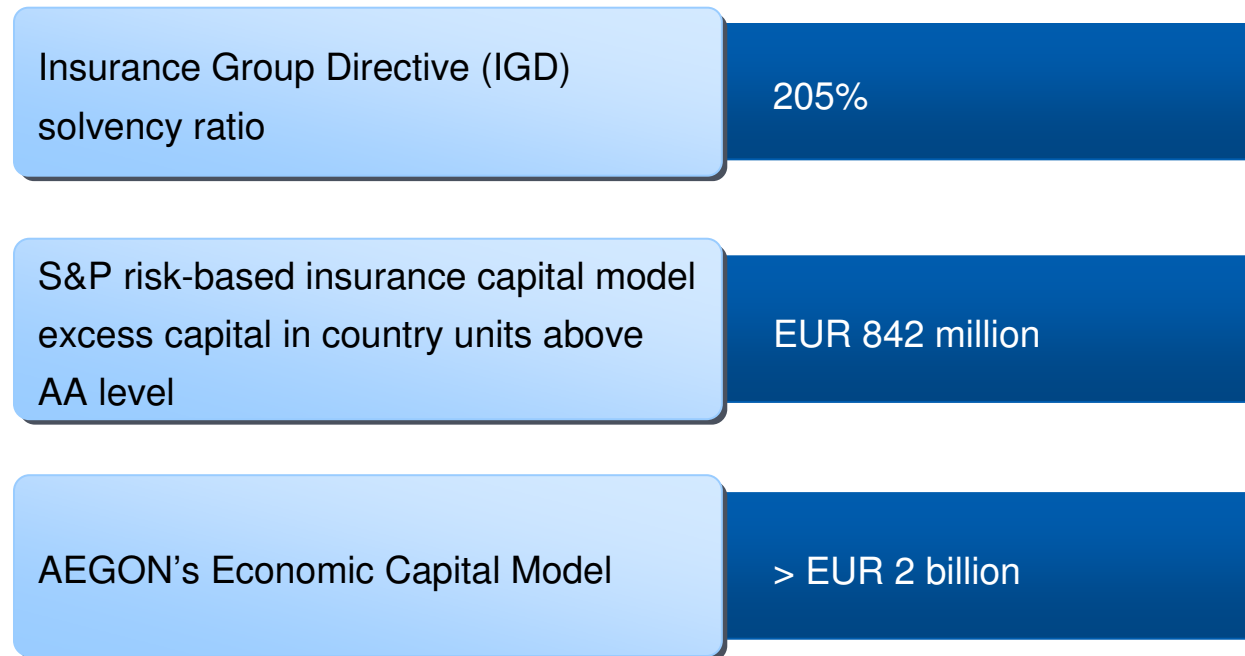 Insurance Group Directive (IGD)
solvency ratio
205%
S&P risk-based insurance capital model
excess capital in country units above
AA level
EUR 842 million
AEGON's Economic Capital Model
> EUR 2 billion